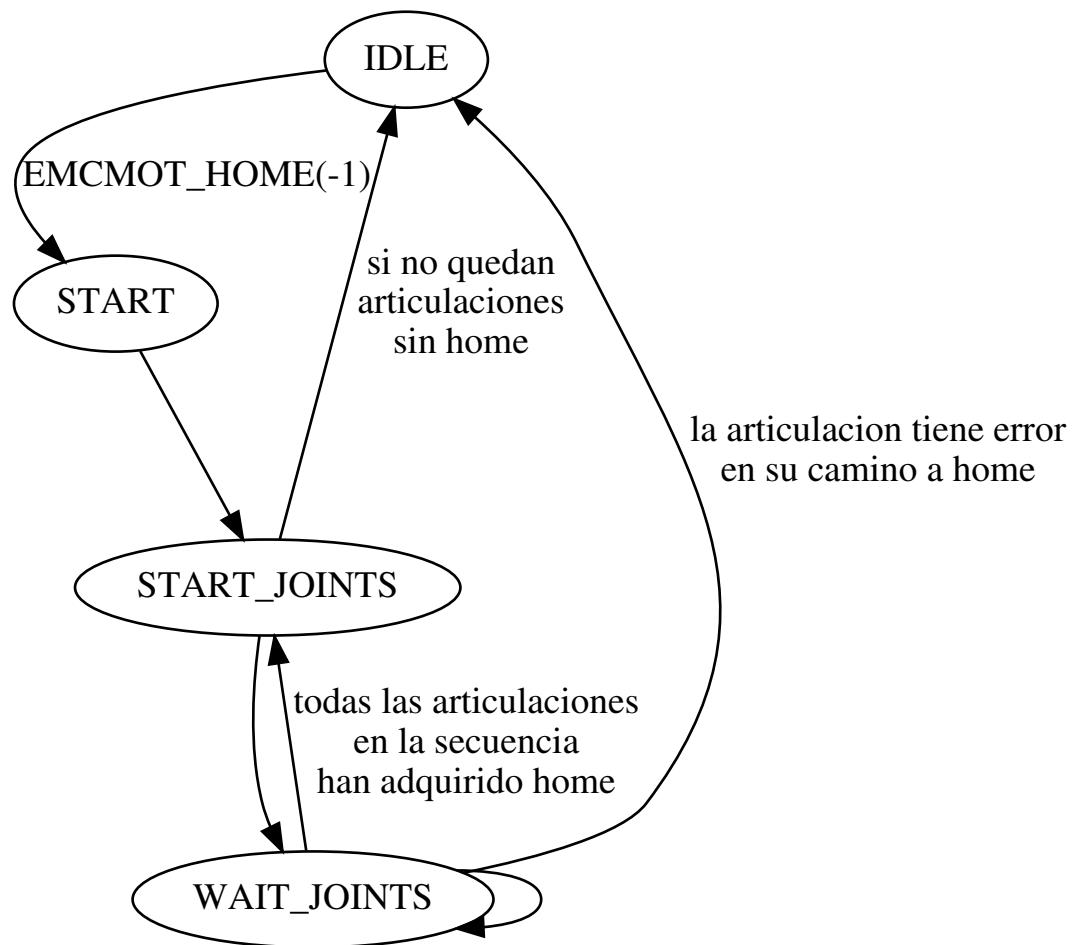 IDLE
EMCMOT_HOME(-1)
si no quedan
articulaciones
sin home
START
la articulacion tiene error
en su camino a home
START_JOINTS
todas las articulaciones
en la secuencia
han adquirido home
WAIT_JOINTS